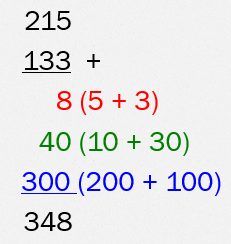 215
133 +
8 (5 + 3)
40 (10 + 30)
300 (200 + 100)
348